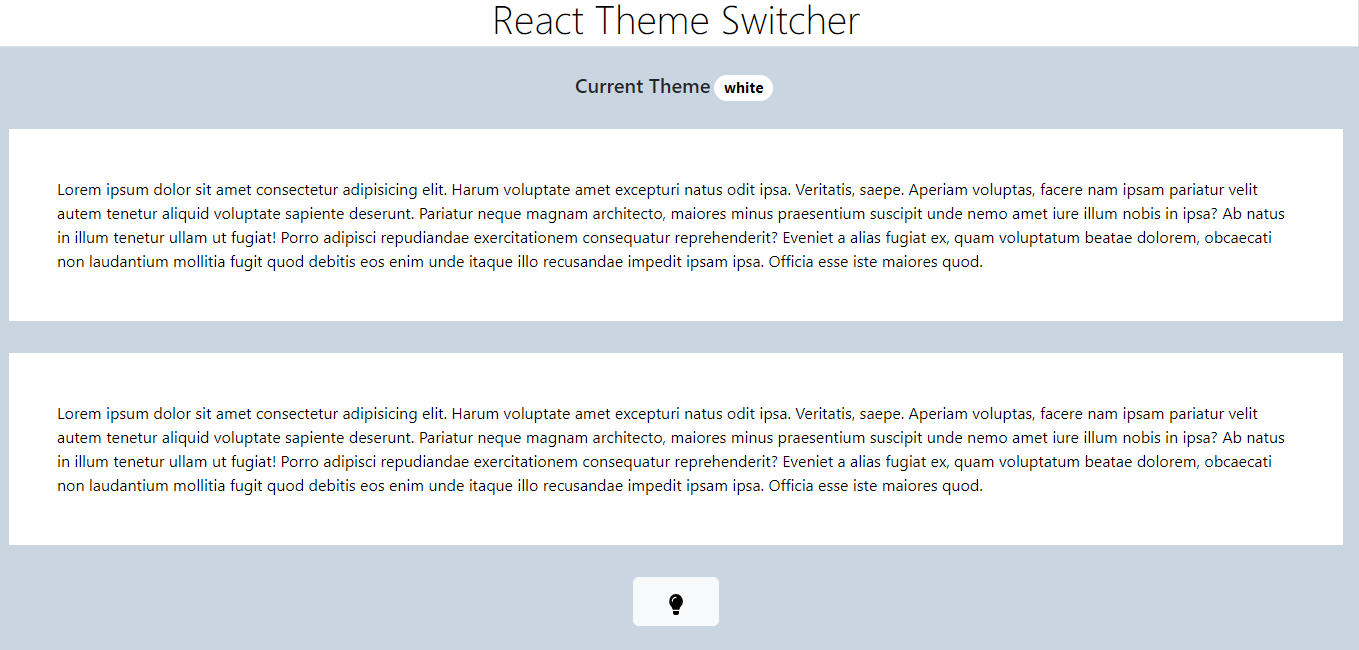 React Theme Switcher
Current Theme white
Lorem ipsum dolor sit amet consectetur adipisicing elit. Harum voluptate amet excepturi natus odit ipsa. Veritatis, saepe. Aperiam voluptas, facere nam ipsam pariatur velit
autem tenetur aliquid voluptate sapiente deserunt. Pariatur neque magnam architecto, maiores minus praesentium suscipit unde nemo amet iure illum nobis in ipsa? Ab natus
in illum tenetur ullam ut fugiat! Porro adipisci repudiandae exercitationem consequatur reprehenderit? Eveniet a alias fugiat ex, quam voluptatum beatae dolorem, obcaecati
non laudantium mollitia fugit quod debitis eos enim unde itaque illo recusandae impedit ipsam ipsa. Officia esse iste maiores quod.
Lorem ipsum dolor sit amet consectetur adipisicing elit. Harum voluptate amet excepturi natus odit ipsa. Veritatis, saepe. Aperiam voluptas, facere nam ipsam pariatur velit
autem tenetur aliquid voluptate sapiente deserunt. Pariatur neque magnam architecto, maiores minus praesentium suscipit unde nemo amet iure illum nobis in ipsa? Ab natus
in illum tenetur ullam ut fugiat! Porro adipisci repudiandae exercitationem consequatur reprehenderit? Eveniet a alias fugiat ex, quam voluptatum beatae dolorem, obcaecati
non laudantium mollitia fugit quod debitis eos enim unde itaque illo recusandae impedit ipsam ipsa. Officia esse iste maiores quod.